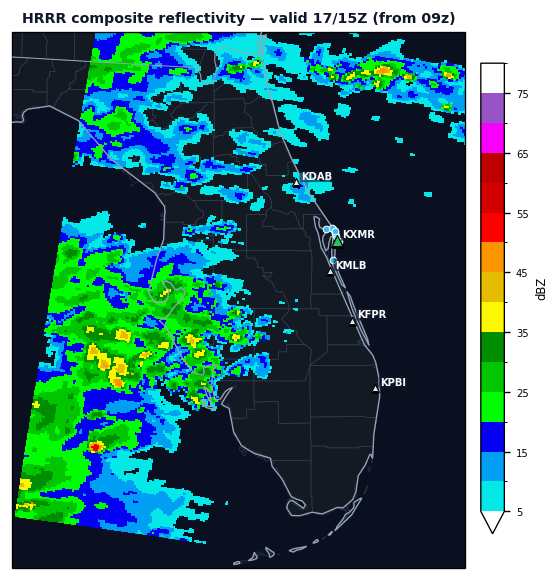 HRRR composite reflectivity — valid 17/15Z (from 09z)
KDAB
KXMR
KMLB
KFPR
KPBI
75
65
55
45
35
25
15
5
dBZ